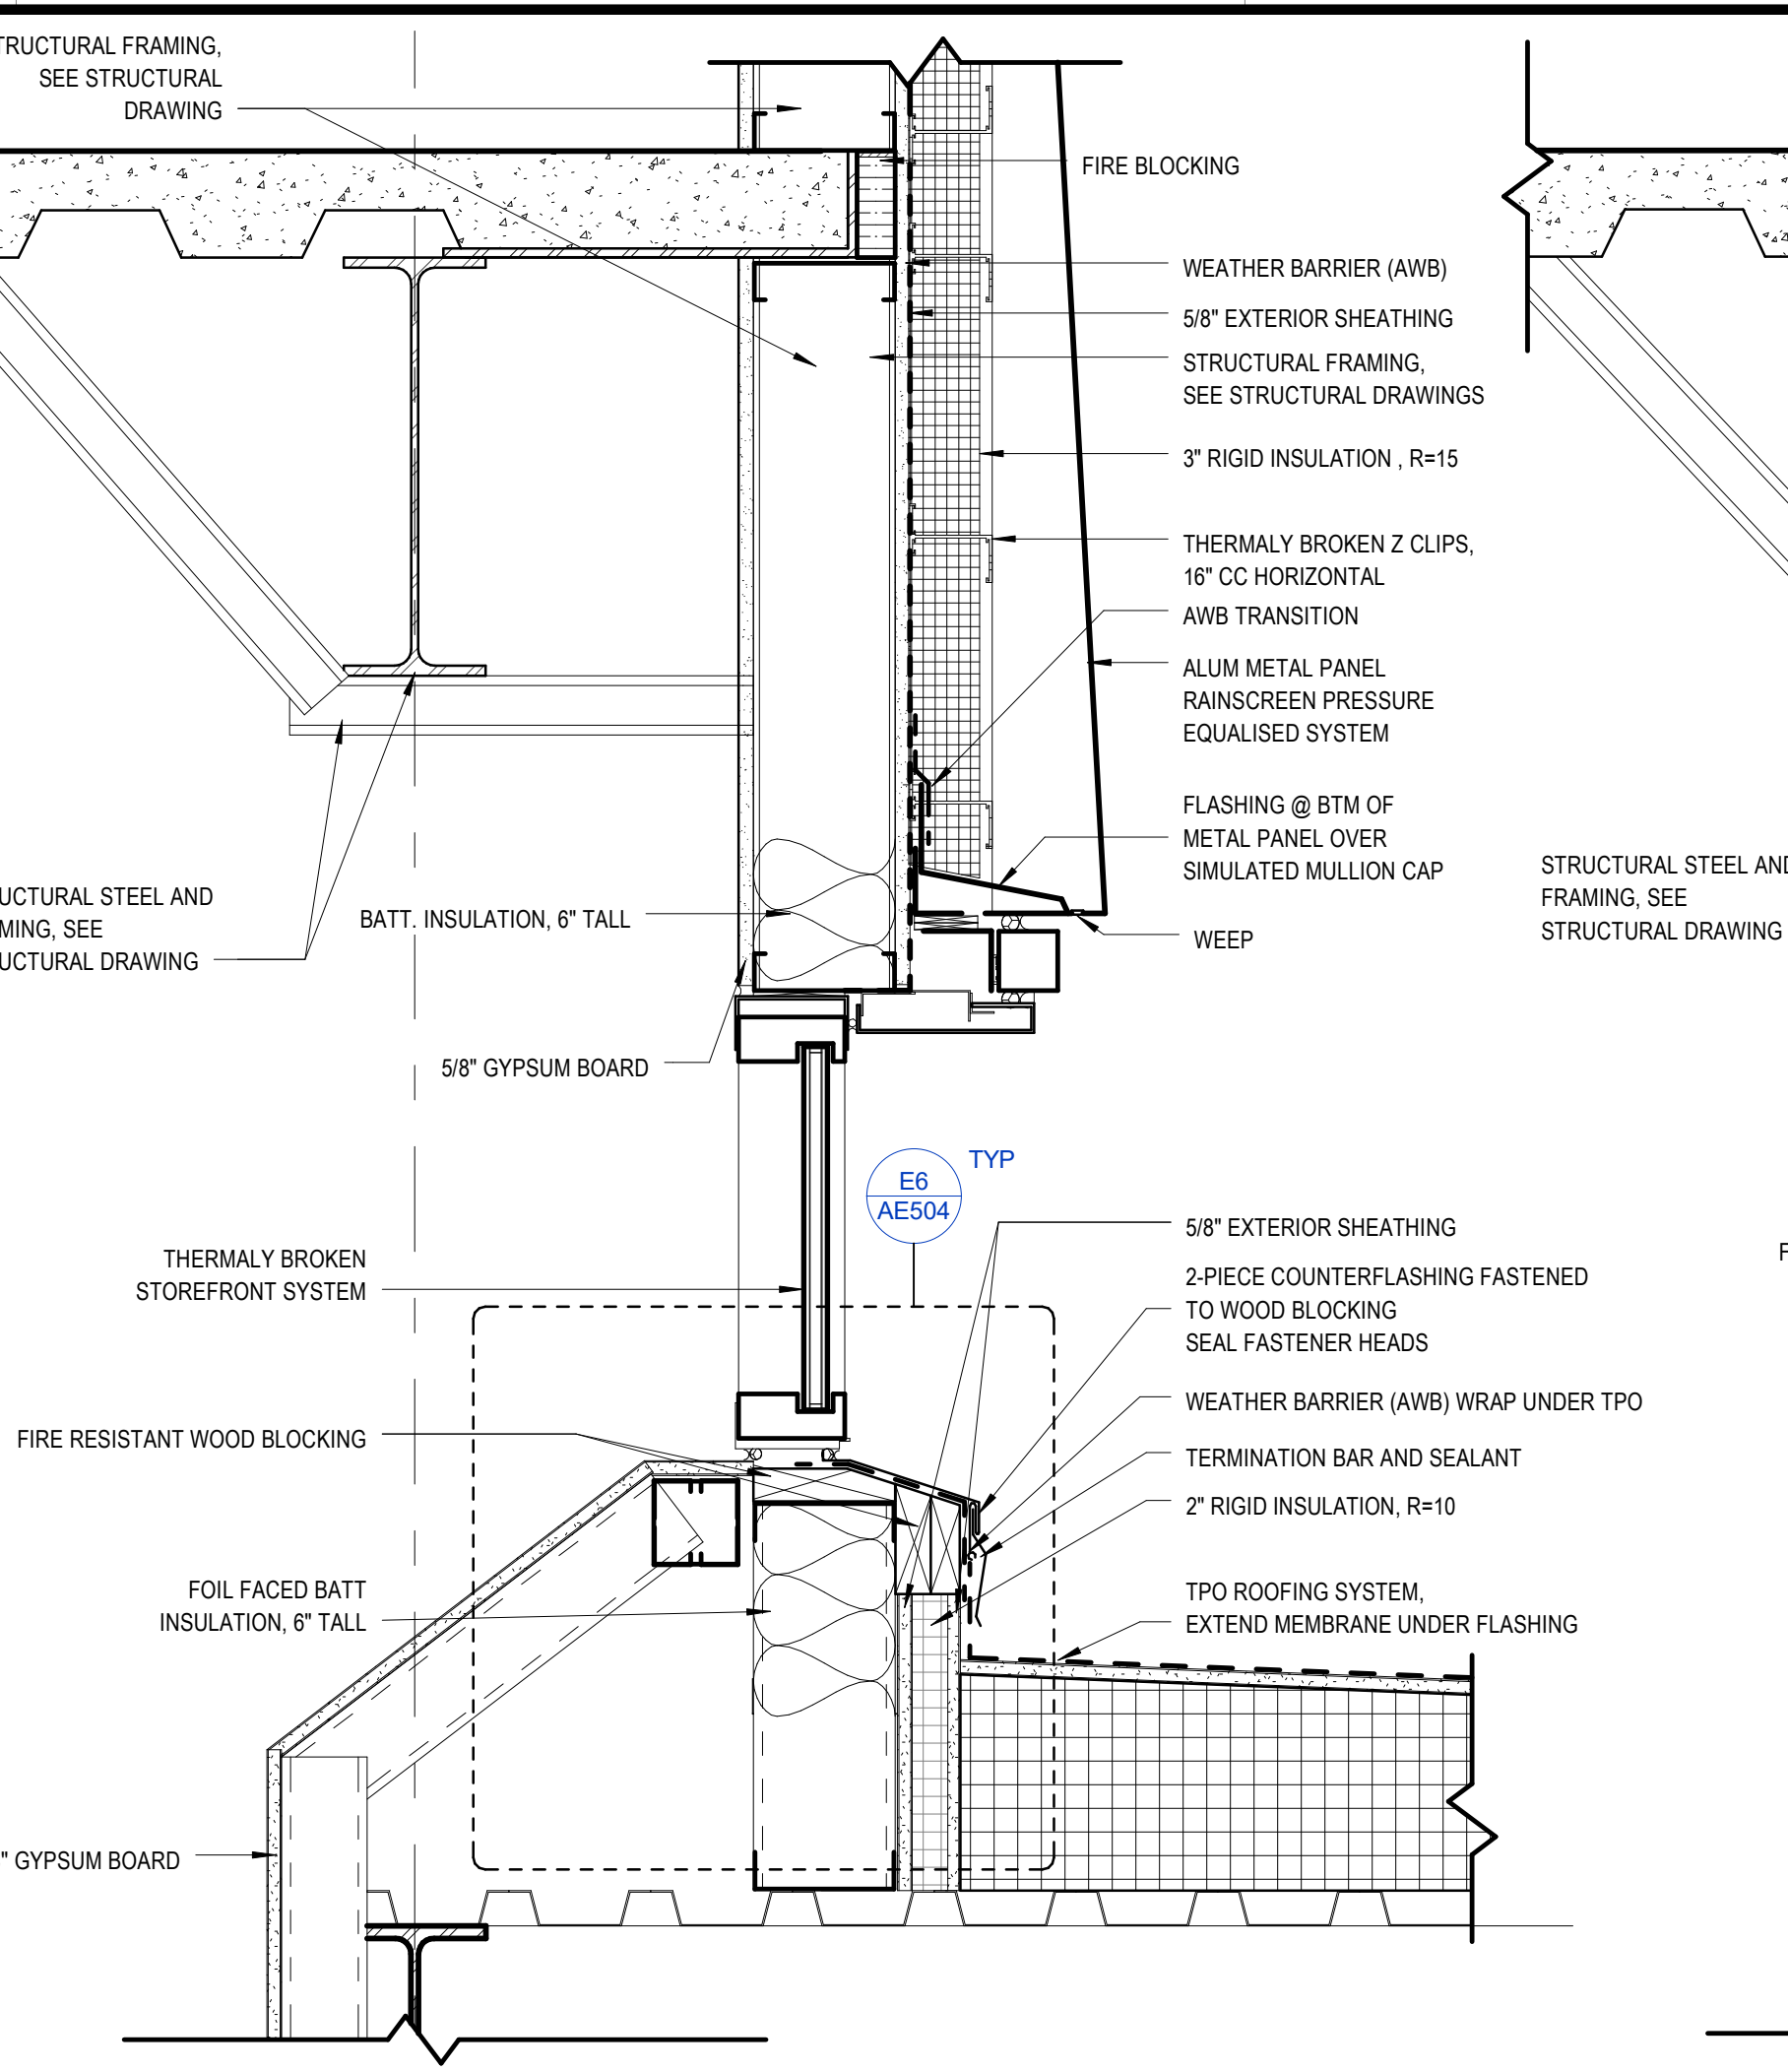 STRUCTURAL FRAMING,
SEE STRUCTURAL
DRAWING
FIRE BLOCKING
WEATHER BARRIER (AWB)
5/8" EXTERIOR SHEATHING
STRUCTURAL FRAMING,
SEE STRUCTURAL DRAWINGS
3" RIGID INSULATION , R=15
THERMALY BROKEN Z CLIPS,
16" CC HORIZONTAL
AWB TRANSITION
ALUM METAL PANEL
RAINSCREEN PRESSURE
EQUALISED SYSTEM
FLASHING @ BTM OF
METAL PANEL OVER
SIMULATED MULLION CAP
WEEP
UCTURAL STEEL AND
MING, SEE
UCTURAL DRAWING
BATT. INSULATION, 6" TALL
5/8" GYPSUM BOARD
STRUCTURAL STEEL AND
FRAMING, SEE
STRUCTURAL DRAWING
E6
AE504
TYP
THERMALY BROKEN
STOREFRONT SYSTEM
FIRE RESISTANT WOOD BLOCKING
FOIL FACED BATT
INSULATION, 6" TALL
" GYPSUM BOARD
5/8" EXTERIOR SHEATHING
2-PIECE COUNTERFLASHING FASTENED
TO WOOD BLOCKING
SEAL FASTENER HEADS
WEATHER BARRIER (AWB) WRAP UNDER TPO
TERMINATION BAR AND SEALANT
2" RIGID INSULATION, R=10
TPO ROOFING SYSTEM,
EXTEND MEMBRANE UNDER FLASHING